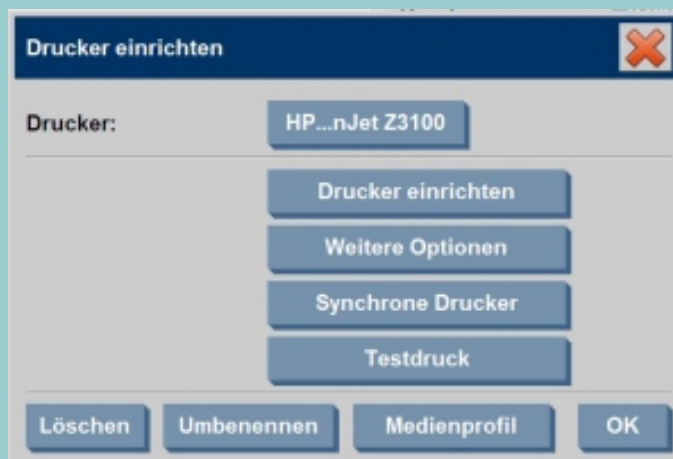 Drucker einrichten
Drucker: HP...nJet Z3100
Drucker einrichten
Weitere Optionen
Synchrone Drucker
Testdruck
Löschen Umbenennen Medienprofil OK